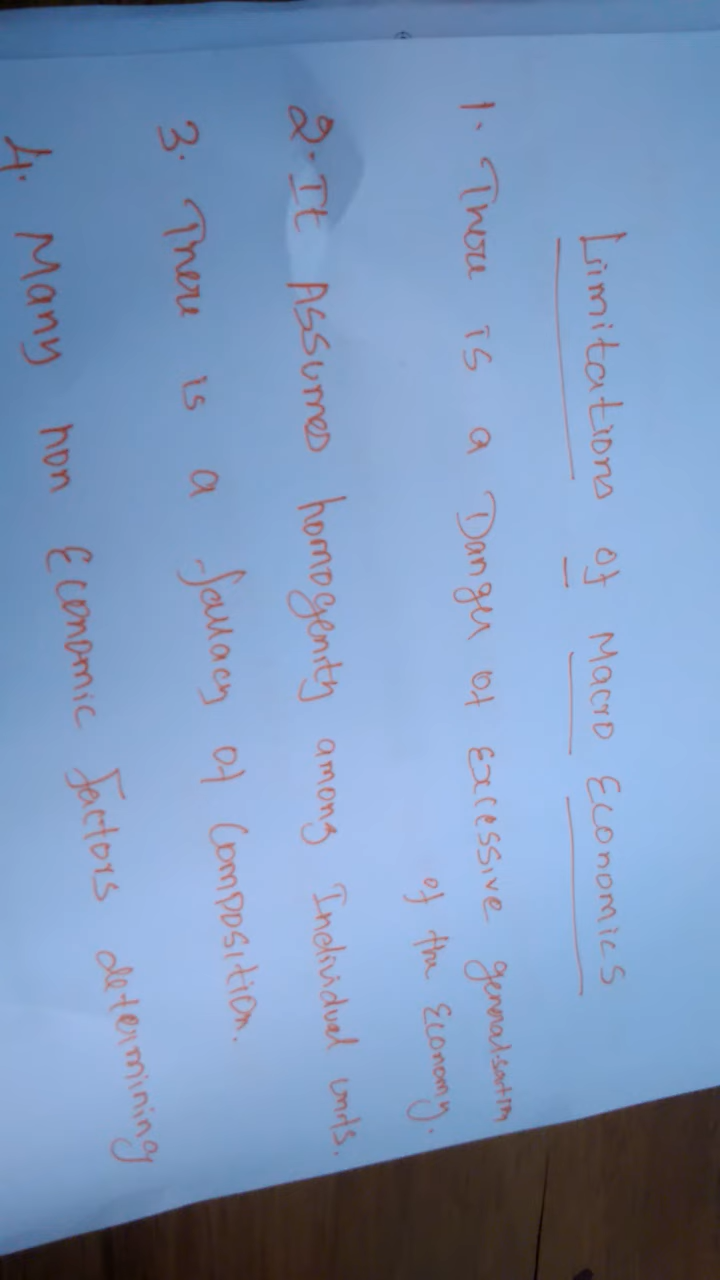 Limitations of Macro Economics
1. There is a Danger of Excessive generalisation
of the Economy.
2. It Assumes homogenity among Individual units.
3. There is a fallacy of Composition.
4. Many non Economic factors determining